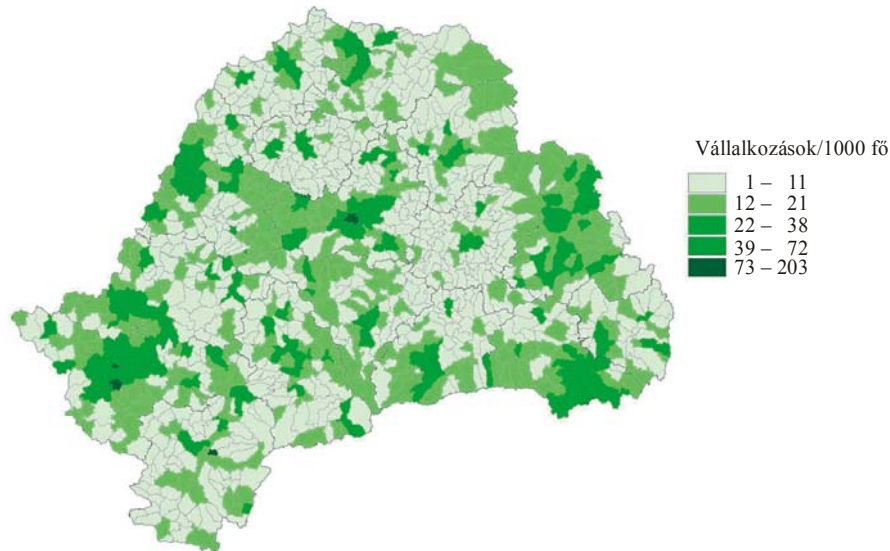 Vállalkozások/1000 fő
1 – 11
12 – 21
22 – 38
39 – 72
73 – 203